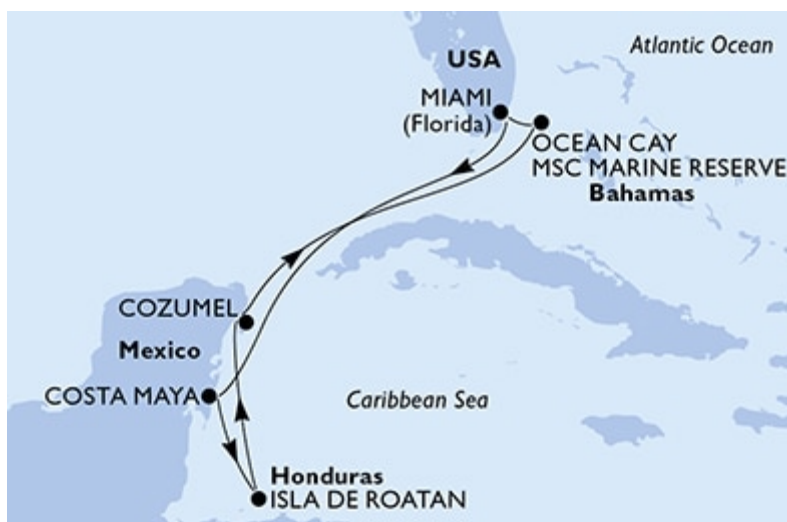 Atlantic Ocean
USA
MIAMI
(Florida)
OCEAN CAY
MSC MARINE RESERVE
Bahamas
COZUMEL
Mexico
COSTA MAYA
Caribbean Sea
Honduras
ISLA DE ROATAN